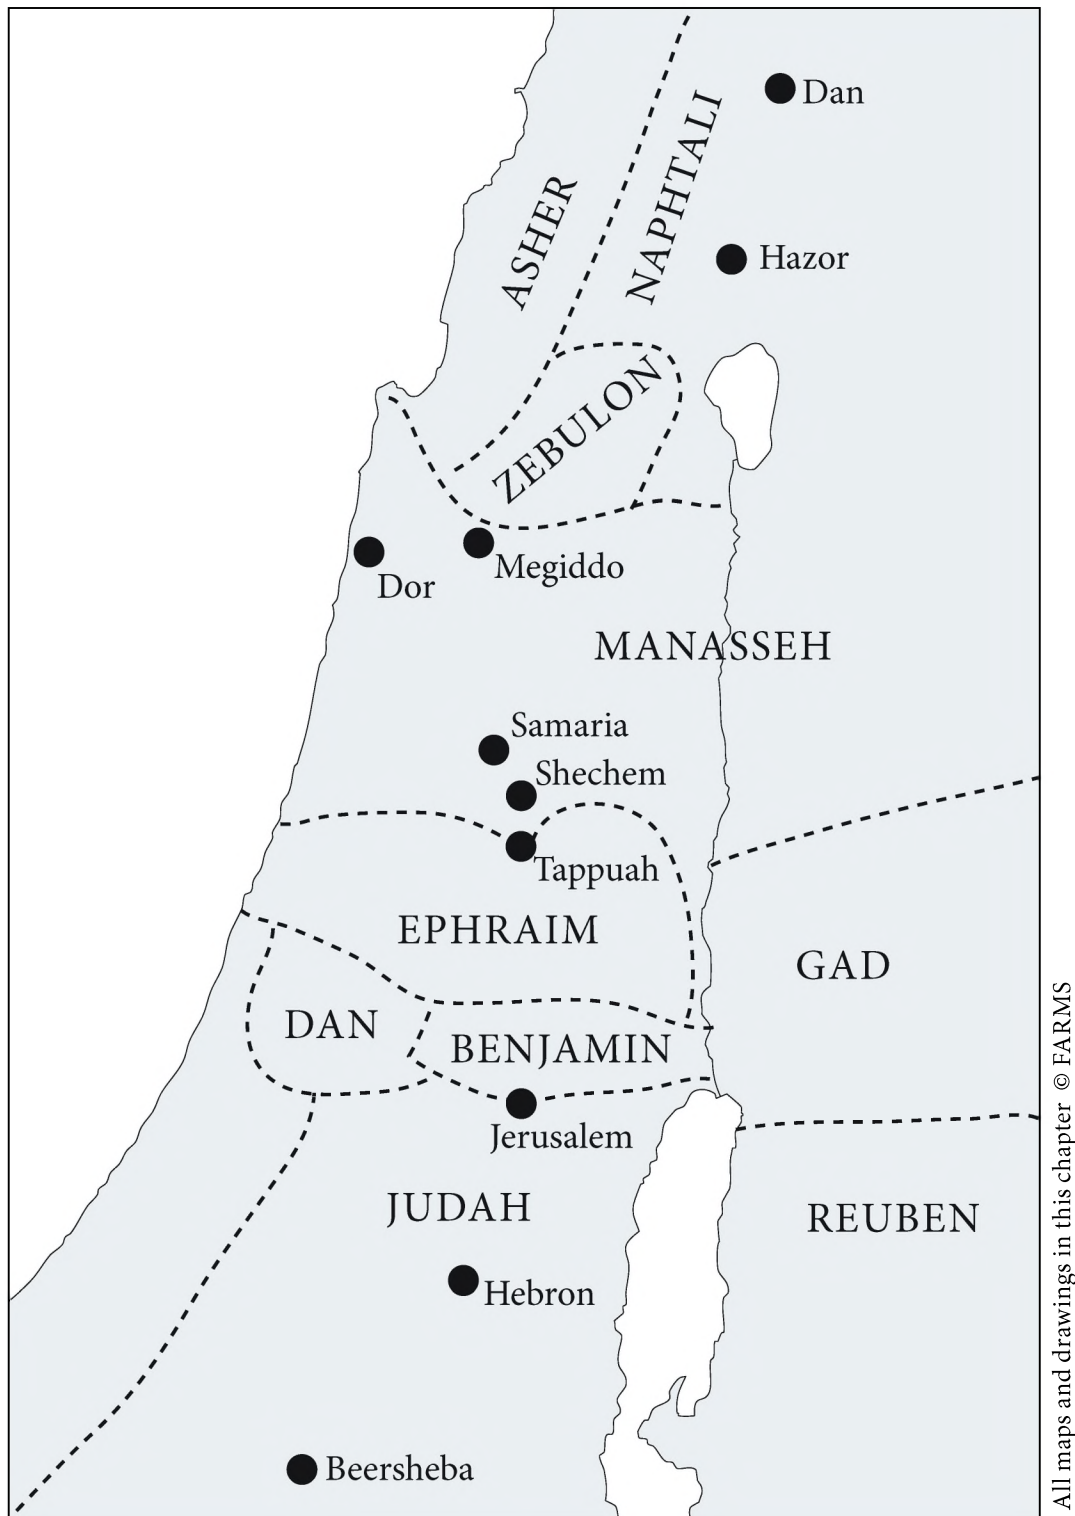 Dan
NAPHTALI
ASHER
Hazor
ZEBULON
Megiddo
Dor
MANASSEH
Samaria
Shechem
Tappuah
EPHRAIM
GAD
DAN
BENJAMIN
Jerusalem
JUDAH
REUBEN
Hebron
Beersheba
All maps and drawings in this chapter © FARMS